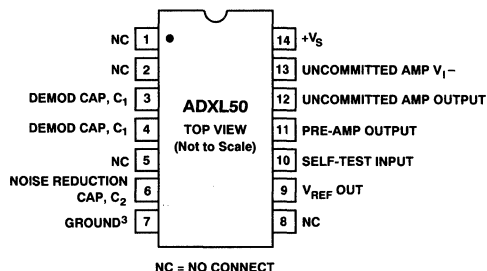 NC 1
NC 2
DEMOD CAP, C₁ 3
DEMOD CAP, C₁ 4
NC 5
NOISE REDUCTION
CAP, C₂ 6
GROUND³ 7
ADXL50
TOP VIEW
(Not to Scale)
14 +Vₛ
13 UNCOMMITTED AMP V₁−
12 UNCOMMITTED AMP OUTPUT
11 PRE-AMP OUTPUT
10 SELF-TEST INPUT
9 V_REF OUT
8 NC
NC = NO CONNECT